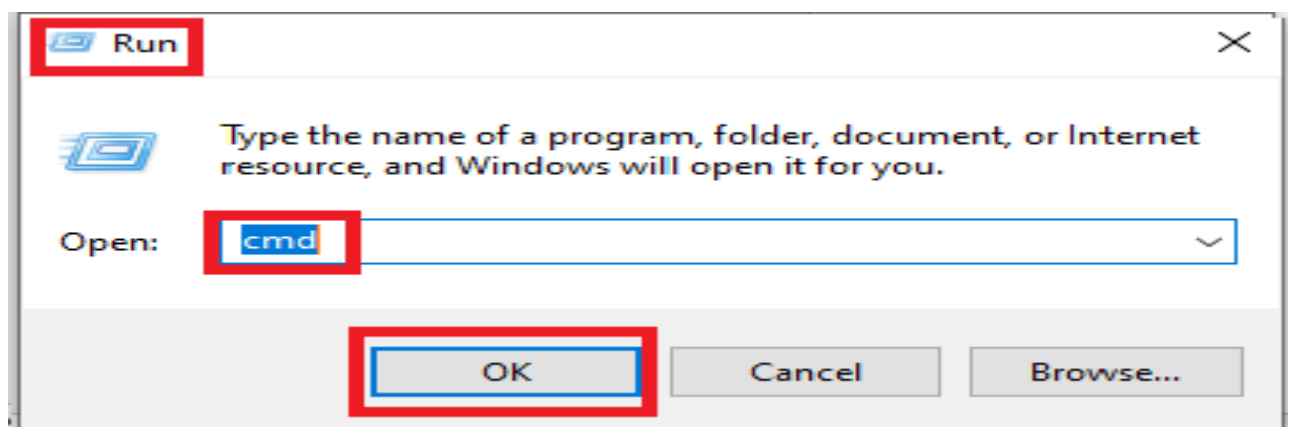 Run
Type the name of a program, folder, document, or Internet
resource, and Windows will open it for you.
Open: cmd
OK Cancel Browse...